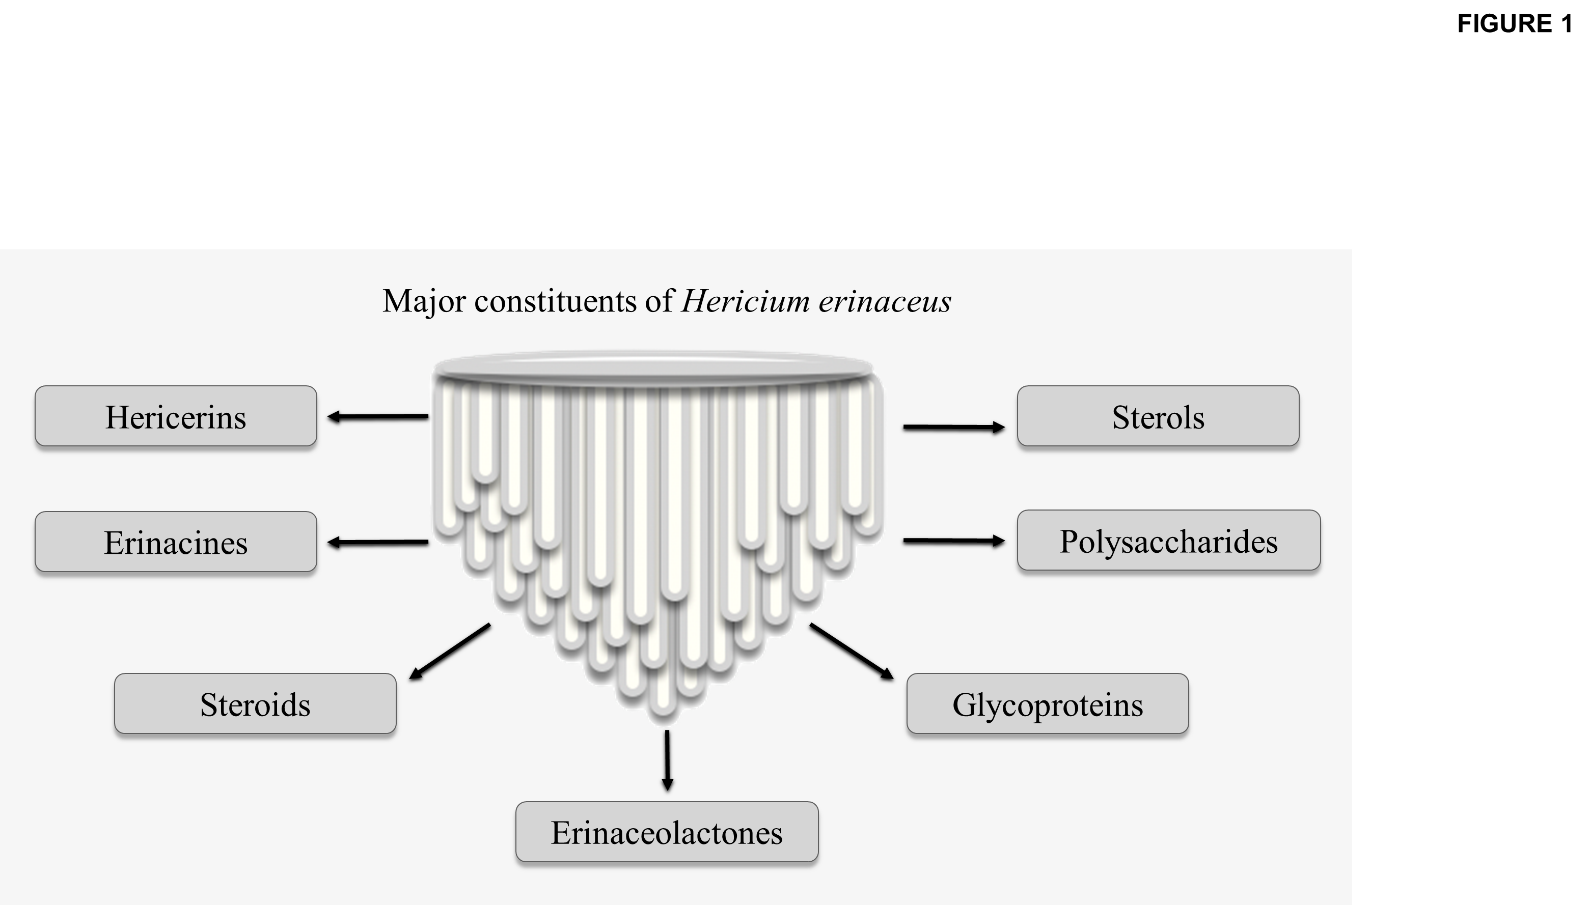 FIGURE 1
Major constituents of Hericium erinaceus
Hericerins
Sterols
Erinacines
Polysaccharides
Steroids
Glycoproteins
Erinaceolactones